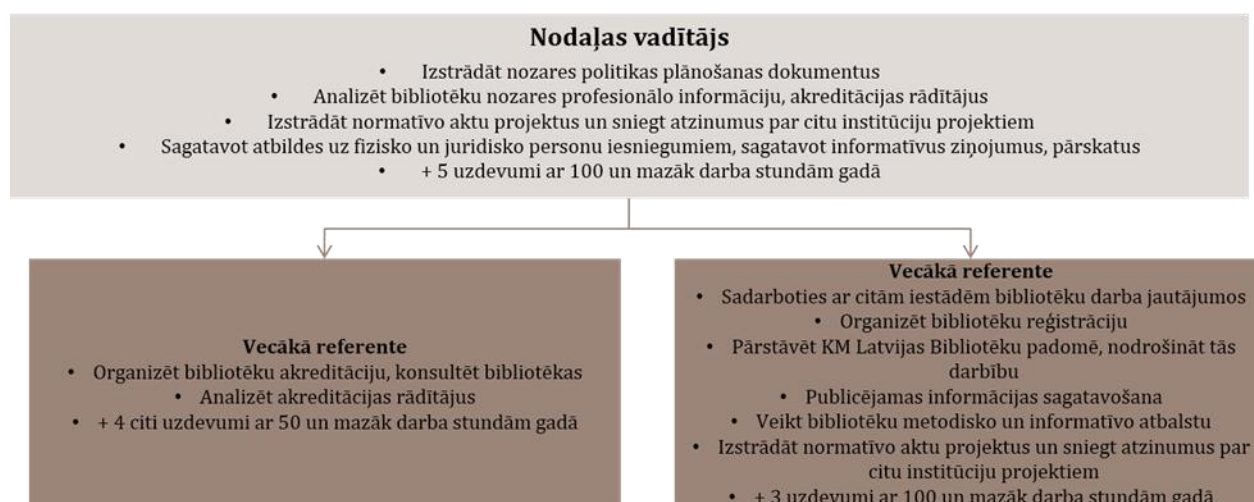 Nodaļas vadītājs
• Izstrādāt nozares politikas plānošanas dokumentus
• Analizēt bibliotēku nozares profesionālo informāciju, akreditācijas rādītājus
• Izstrādāt normatīvo aktu projektus un sniegt atzinumus par citu institūciju projektiem
• Sagatavot atbildes uz fizisko un juridisko personu iesniegumiem, sagatavot informatīvus ziņojumus, pārskatus
• + 5 uzdevumi ar 100 un mazāk darba stundām gadā
Vecākā referente
• Organizēt bibliotēku akreditāciju, konsultēt bibliotēkas
• Analizēt akreditācijas rādītājus
• + 4 citi uzdevumi ar 50 un mazāk darba stundām gadā
Vecākā referente
• Sadarboties ar citām iestādēm bibliotēku darba jautājumos
• Organizēt bibliotēku reģistrāciju
• Pārstāvēt KM Latvijas Bibliotēku padomē, nodrošināt tās
darbību
• Publicējamas informācijas sagatavošana
• Veikt bibliotēku metodisko un informatīvo atbalstu
• Izstrādāt normatīvo aktu projektus un sniegt atzinumus par
citu institūciju projektiem
• + 3 uzdevumi ar 100 un mazāk darba stundām gadā